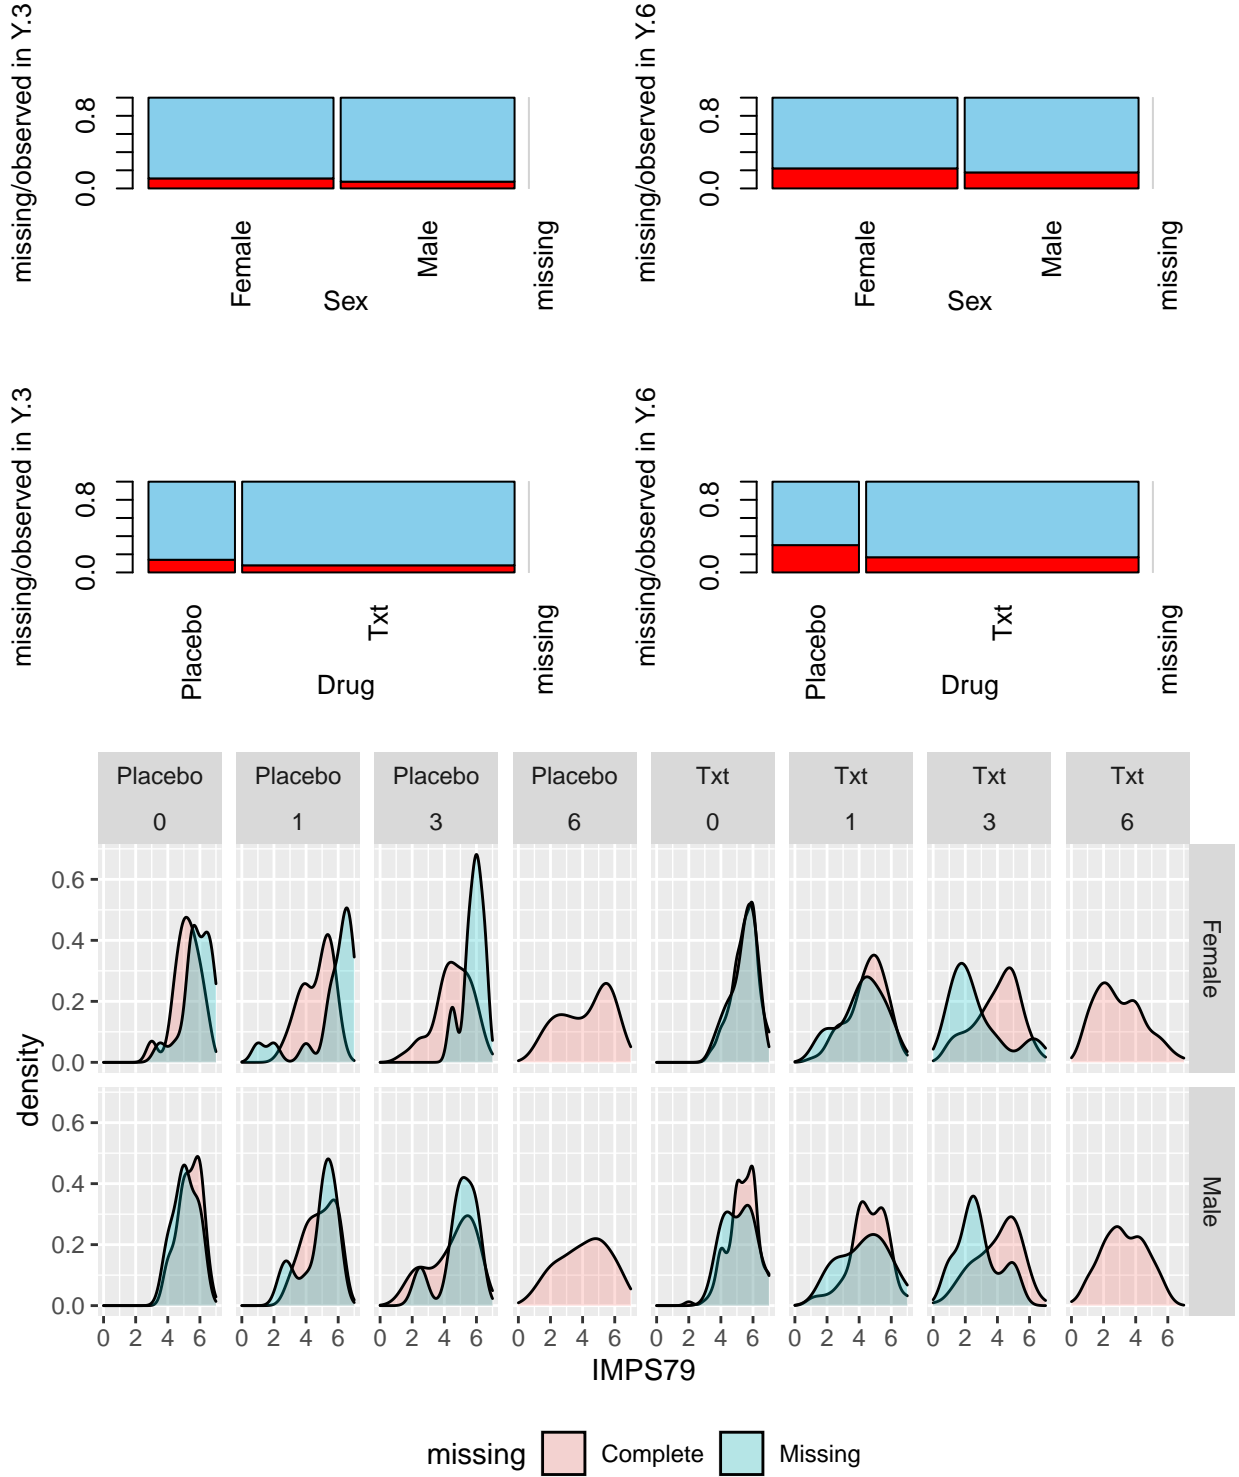 missing/observed in Y.3
0.0
0.8
Female
Male
missing
Sex
missing/observed in Y.6
0.0
0.8
Female
Male
missing
Sex
missing/observed in Y.3
0.0
0.8
Placebo
Txt
missing
Drug
missing/observed in Y.6
0.0
0.8
Placebo
Txt
missing
Drug
Placebo Placebo Placebo Placebo Txt Txt Txt Txt
0 1 3 6 0 1 3 6
0.6
0.4
0.2
0.0
Female
density
0.6
0.4
0.2
0.0
Male
0 2 4 6 0 2 4 6 0 2 4 6 0 2 4 6 0 2 4 6 0 2 4 6 0 2 4 6 0 2 4 6
IMPS79
missing Complete Missing